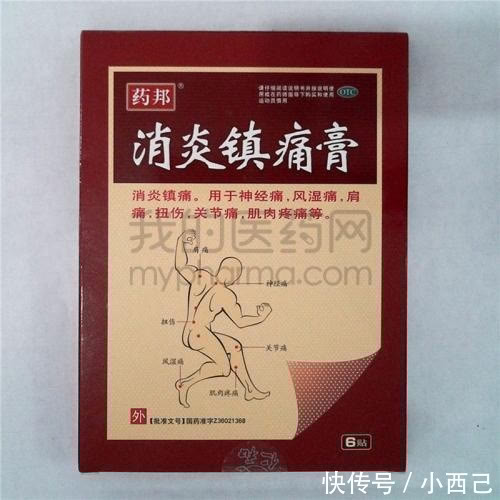 药邦®
请仔细阅读说明书并按说明使
用或在药师指导下购买和使用
运动员慎用
OTC
消炎镇痛膏
消炎镇痛。用于神经痛,风湿痛,肩
痛,扭伤,关节痛,肌肉疼痛等。
我的医药网
mypharma.com
肩痛
神经痛
扭伤
关节痛
风湿痛
肌肉疼痛
外
【批准文号】国药准字Z36021368
6贴
快传号 / 小西己